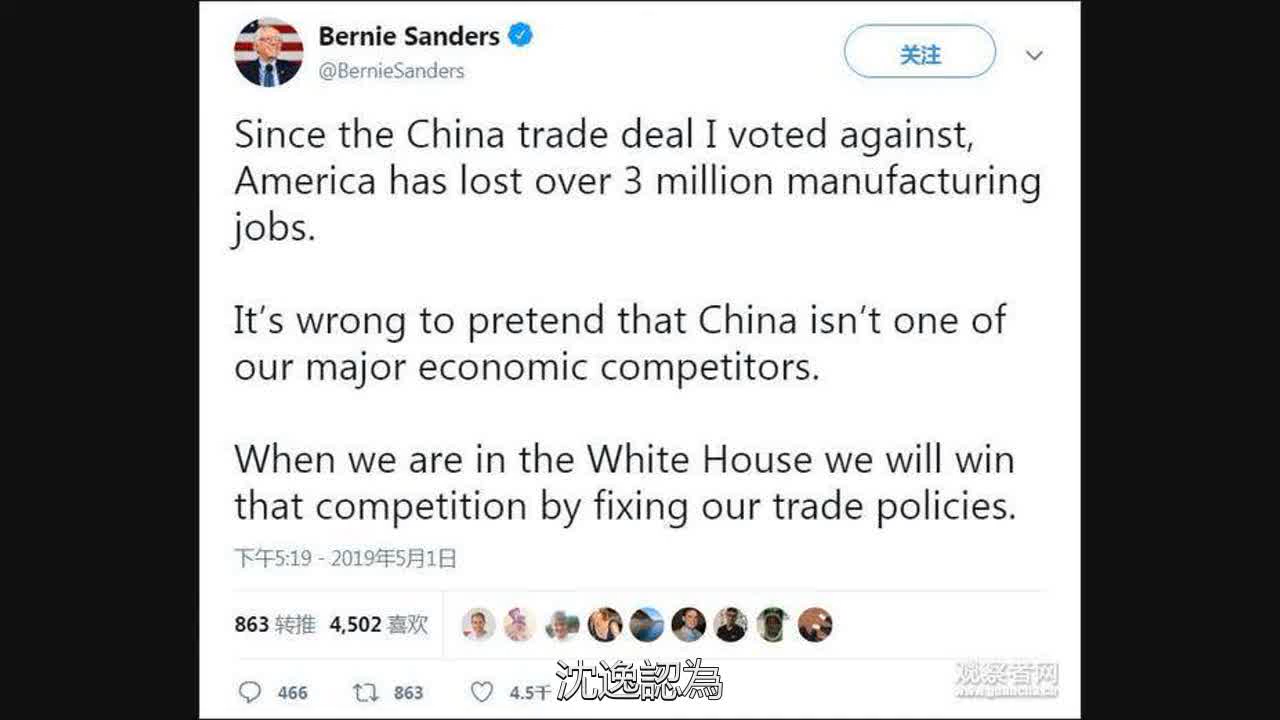 Bernie Sanders
@BernieSanders
关注
Since the China trade deal I voted against,
America has lost over 3 million manufacturing
jobs.
It's wrong to pretend that China isn't one of
our major economic competitors.
When we are in the White House we will win
that competition by fixing our trade policies.
下午5:19 - 2019年5月1日
863 转推 4,502 喜欢
466 863 4.5千
沈逸認為
观察者网
www.guancha.cn